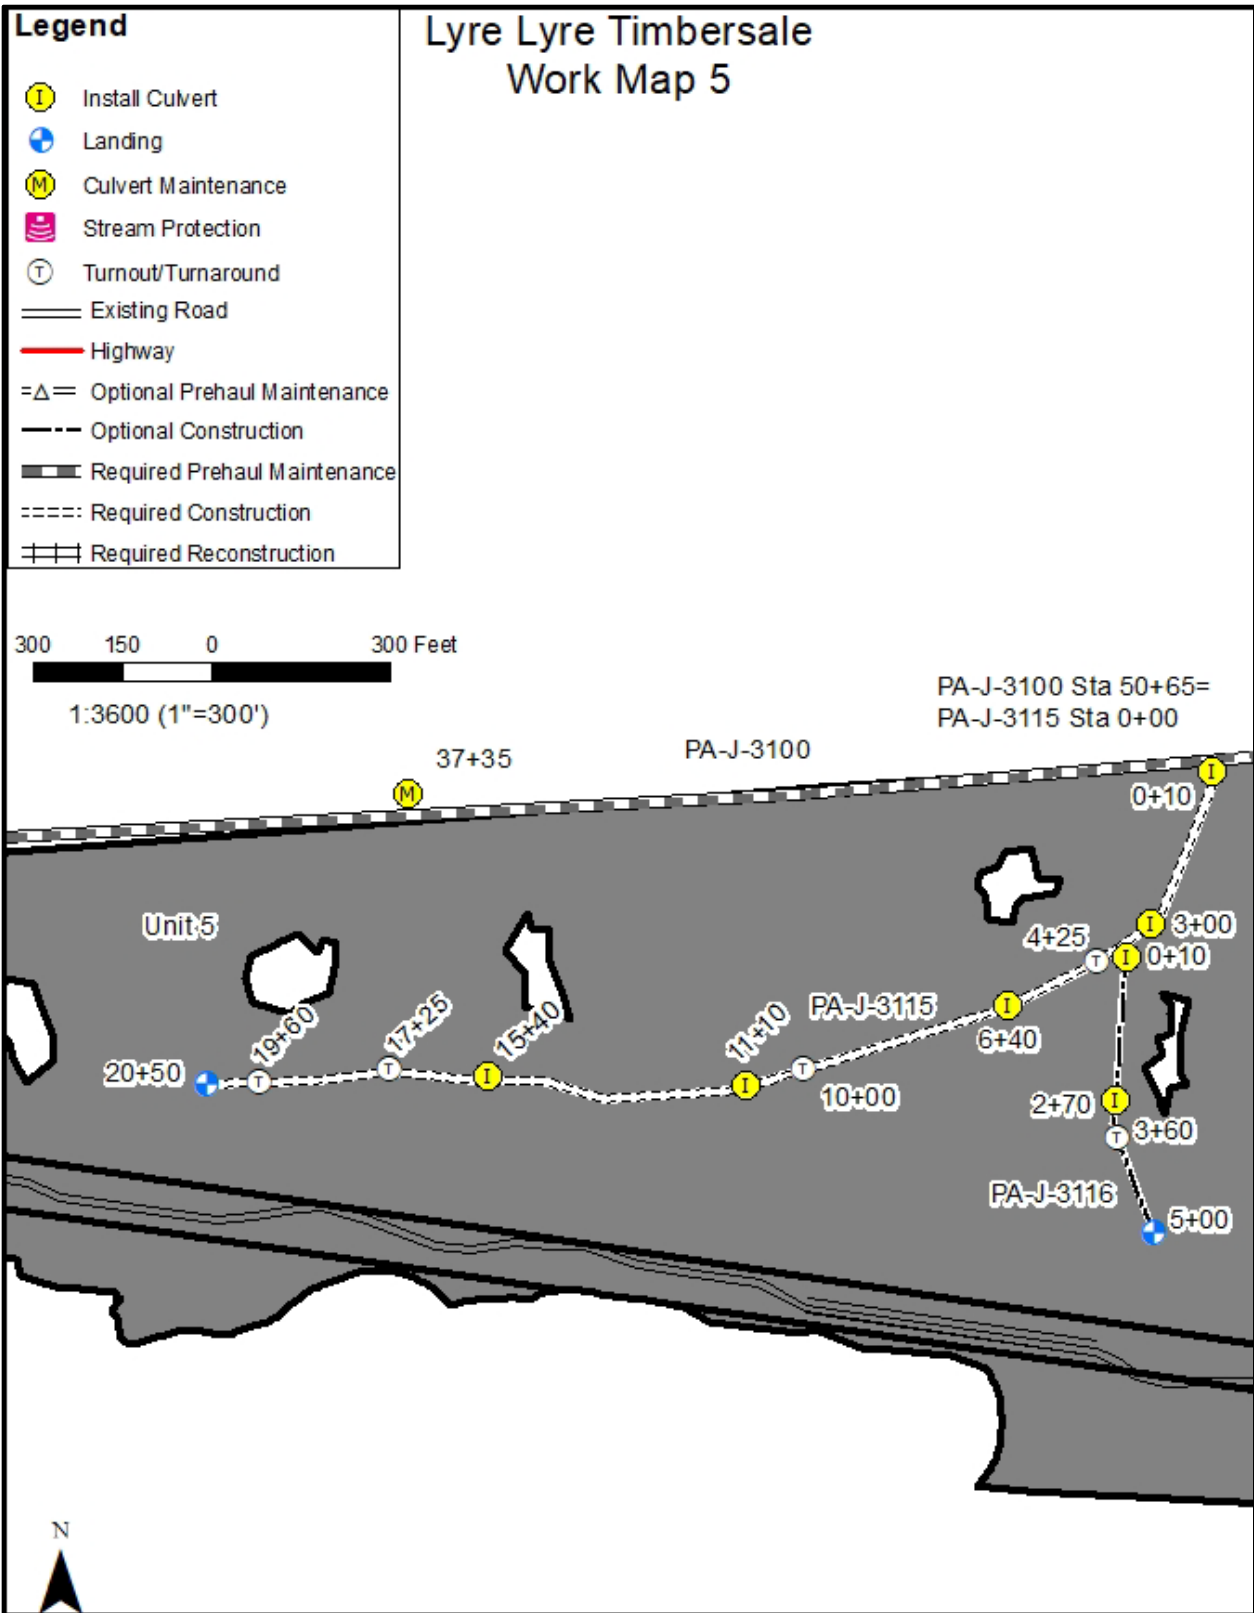 Legend
I Install Culvert
Landing
M Culvert Maintenance
Stream Protection
T Turnout/Turnaround
Existing Road
Highway
Optional Prehaul Maintenance
Optional Construction
Required Prehaul Maintenance
Required Construction
Required Reconstruction
Lyre Lyre Timbersale
Work Map 5
300 150 0 300 Feet
1:3600 (1"=300')
PA-J-3100 Sta 50+65=
PA-J-3115 Sta 0+00
37+35
PA-J-3100
M
I
0+10
Unit 5
I
3+00
4+25
T
I
0+10
PA-J-3115
I
6+40
19+60
17+25
15+40
11+10
20+50
T
T
I
I
T
10+00
2+70
I
T
3+60
PA-J-3116
5+00
N